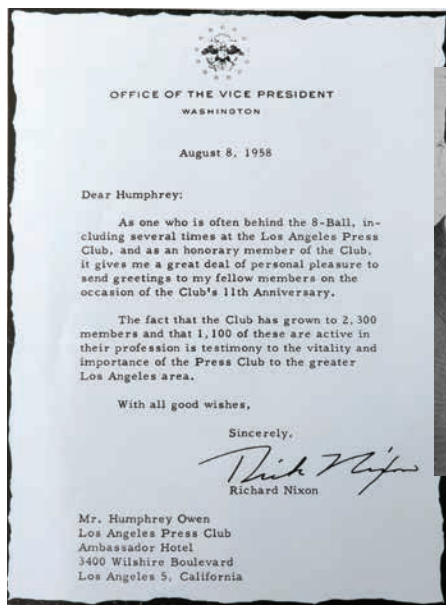 OFFICE OF THE VICE PRESIDENT
WASHINGTON
August 8, 1958
Dear Humphrey:
As one who is often behind the 8-Ball, in-
cluding several times at the Los Angeles Press
Club, and as an honorary member of the Club,
it gives me a great deal of personal pleasure to
send greetings to my fellow members on the
occasion of the Club's 11th Anniversary.
The fact that the Club has grown to 2,300
members and that 1,100 of these are active in
their profession is testimony to the vitality and
importance of the Press Club to the greater
Los Angeles area.
With all good wishes,
Sincerely,
Dick Nixon
Richard Nixon
Mr. Humphrey Owen
Los Angeles Press Club
Ambassador Hotel
3400 Wilshire Boulevard
Los Angeles 5, California